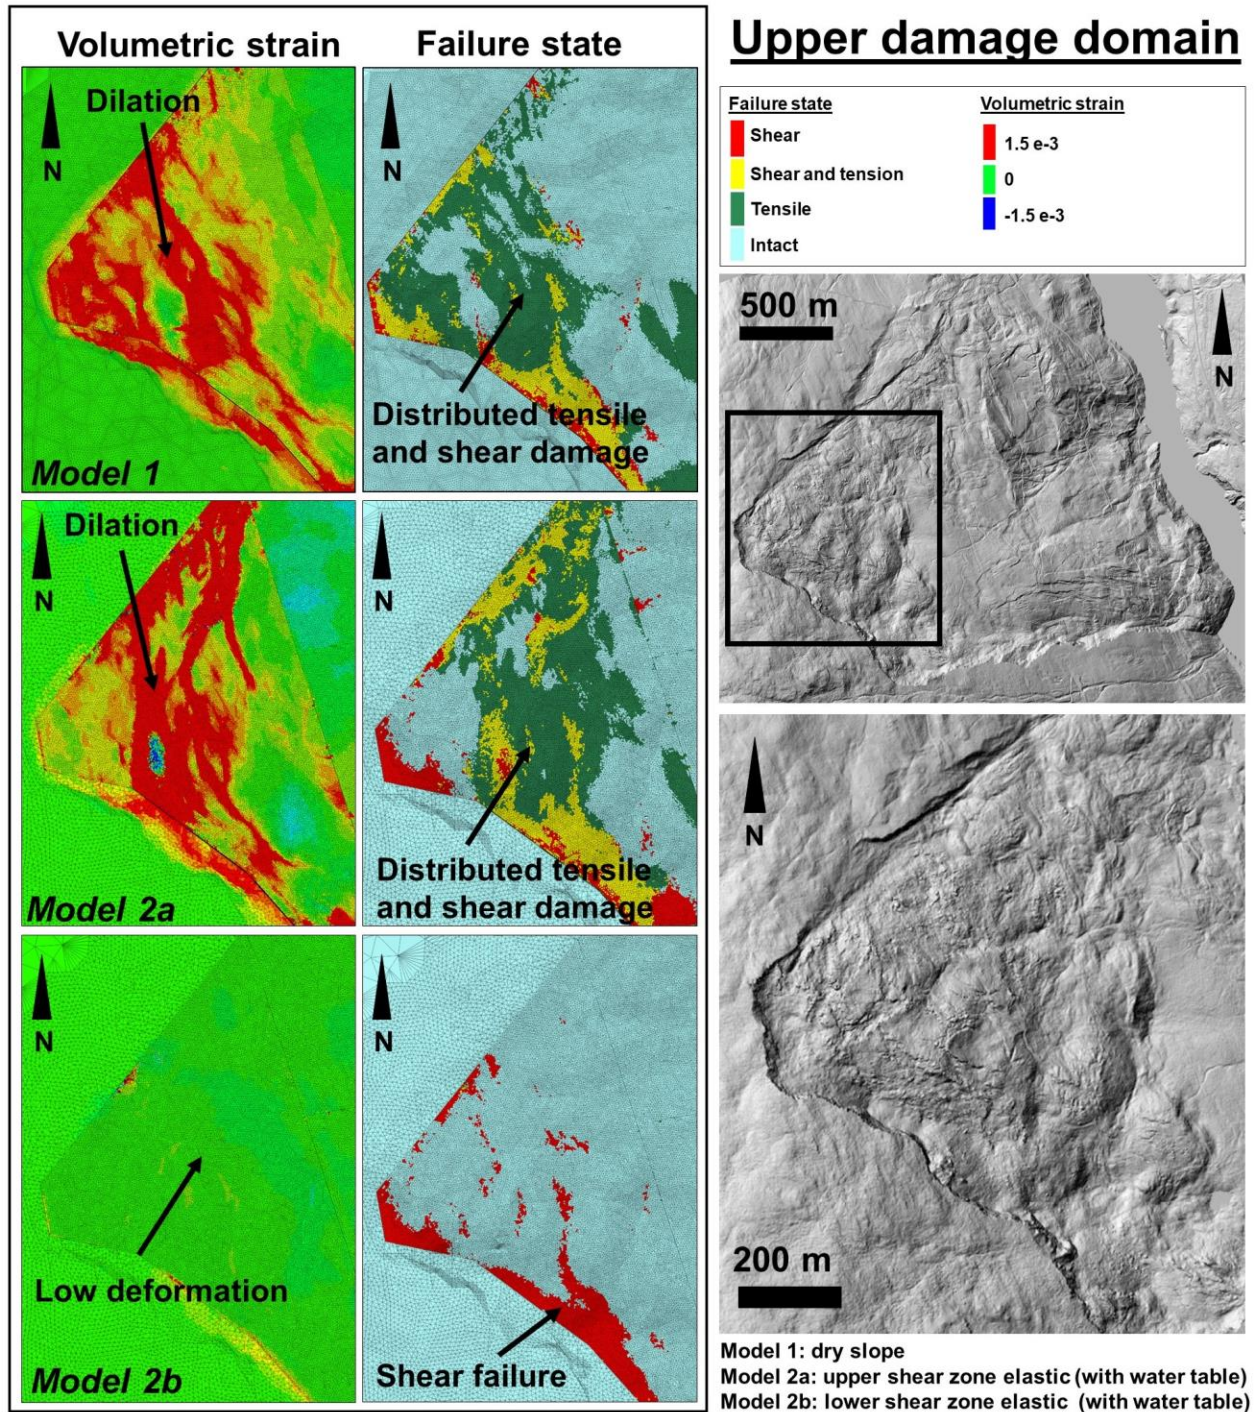 Volumetric strain
Failure state
Dilation
N
Model 1
N
Distributed tensile
and shear damage
Dilation
N
Model 2a
N
Distributed tensile
and shear damage
N
Low deformation
Model 2b
N
Shear failure
Upper damage domain
Failure state
Shear
Shear and tension
Tensile
Intact
Volumetric strain
1.5 e-3
0
-1.5 e-3
500 m
N
N
200 m
Model 1: dry slope
Model 2a: upper shear zone elastic (with water table)
Model 2b: lower shear zone elastic  (with water table)